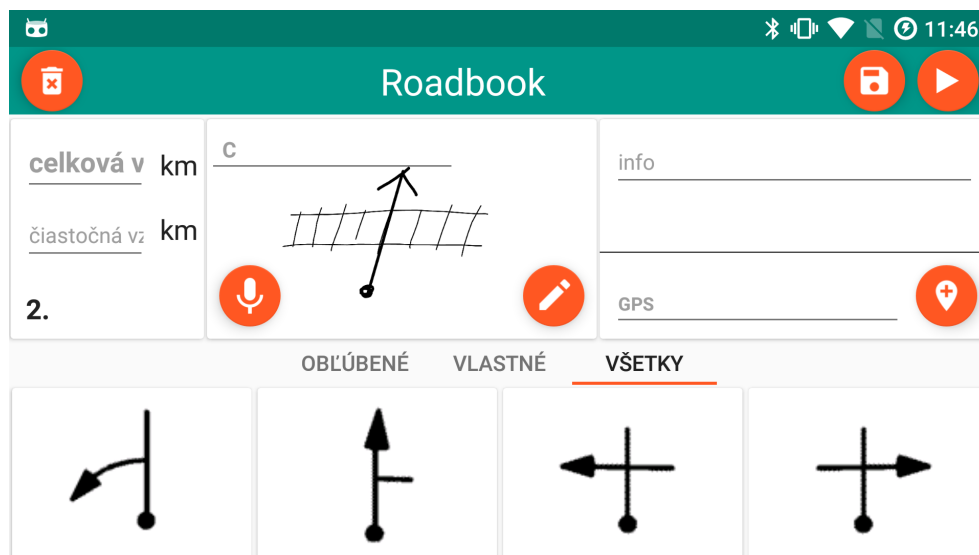 11:46
Roadbook
celková v km
čiastočná vz km
2.
C
info
GPS
OBĽÚBENÉ VLASTNÉ VŠETKY